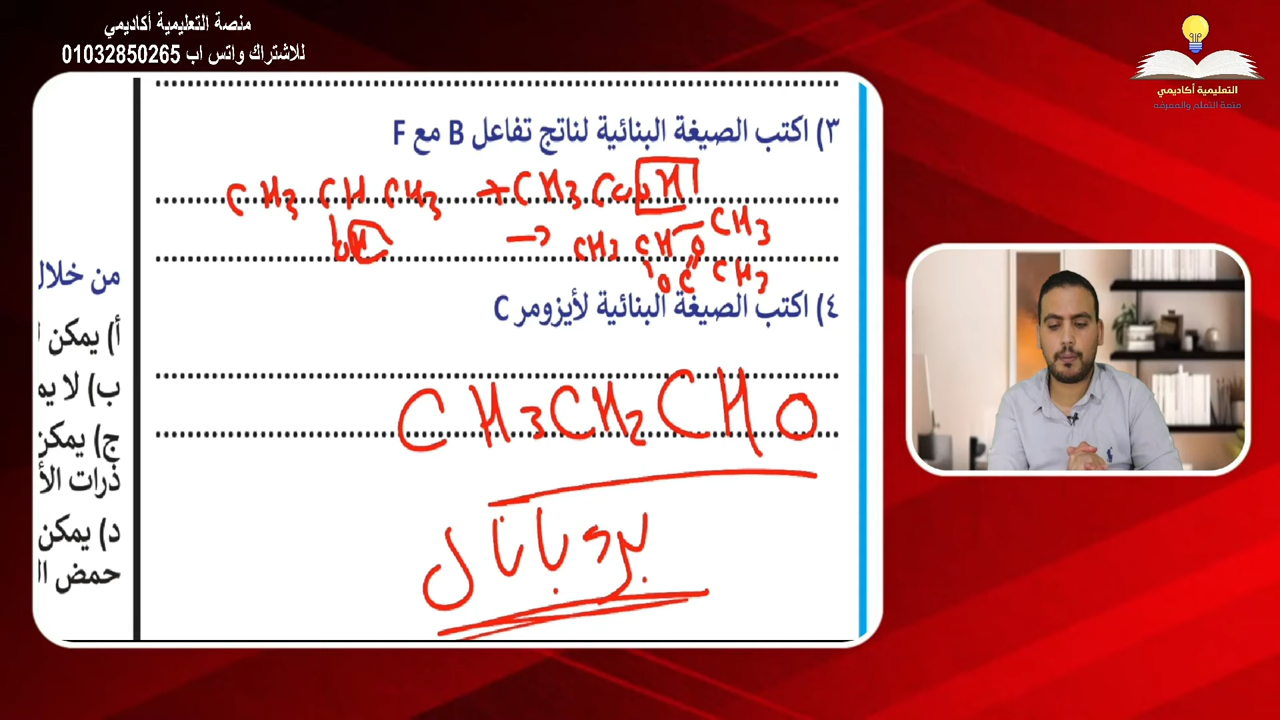 منصة التعليمية أكاديمي
للاشتراك واتس اب 01032850265
التعليمية أكاديمي
منصة التعلم والمعرفه
٣) اكتب الصيغة البنائية لناتج تفاعل B مع F
CH3 CH CH3 + CH3 COOH
OH → CH3 CH CH3
O C CH3
٤) اكتب الصيغة البنائية لأيزومر C
CH3CH2CHO
بروبانال
من خلال
أ) يمكن
ب) لا يم
ج) يمكن
ذرات الأ
د) يمكن
حمض ال